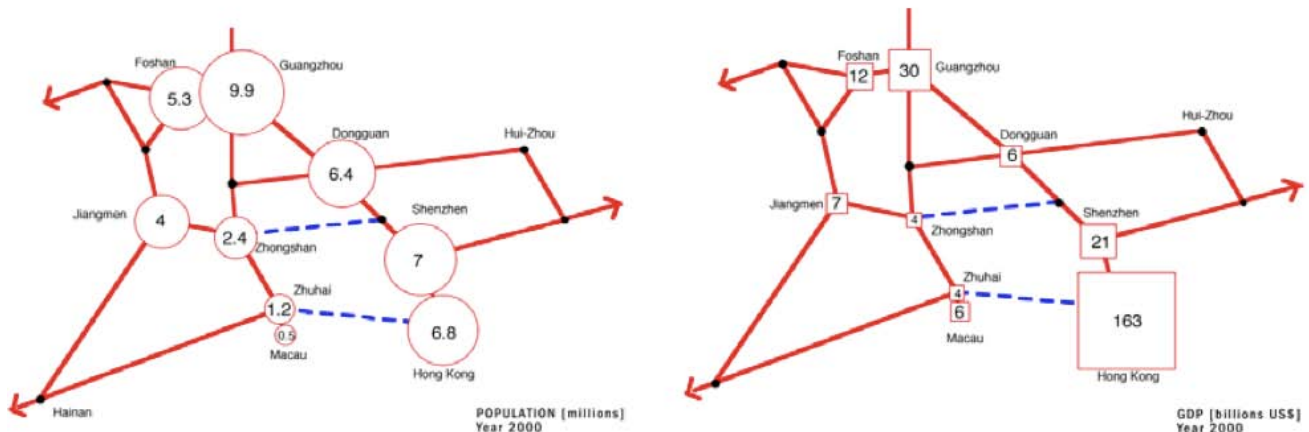 Foshan
Guangzhou
5.3
9.9
Dongguan
Hui-Zhou
6.4
Jiangmen
4
2.4
Zhongshan
Shenzhen
7
Zhuhai
1.2
0.5
Macau
6.8
Hong Kong
Hainan
POPULATION [millions]
Year 2000
Foshan
Guangzhou
12
30
Dongguan
Hui-Zhou
6
Jiangmen
7
4
Zhongshan
Shenzhen
21
Zhuhai
4
6
Macau
163
Hong Kong
GDP [billions US$]
Year 2000